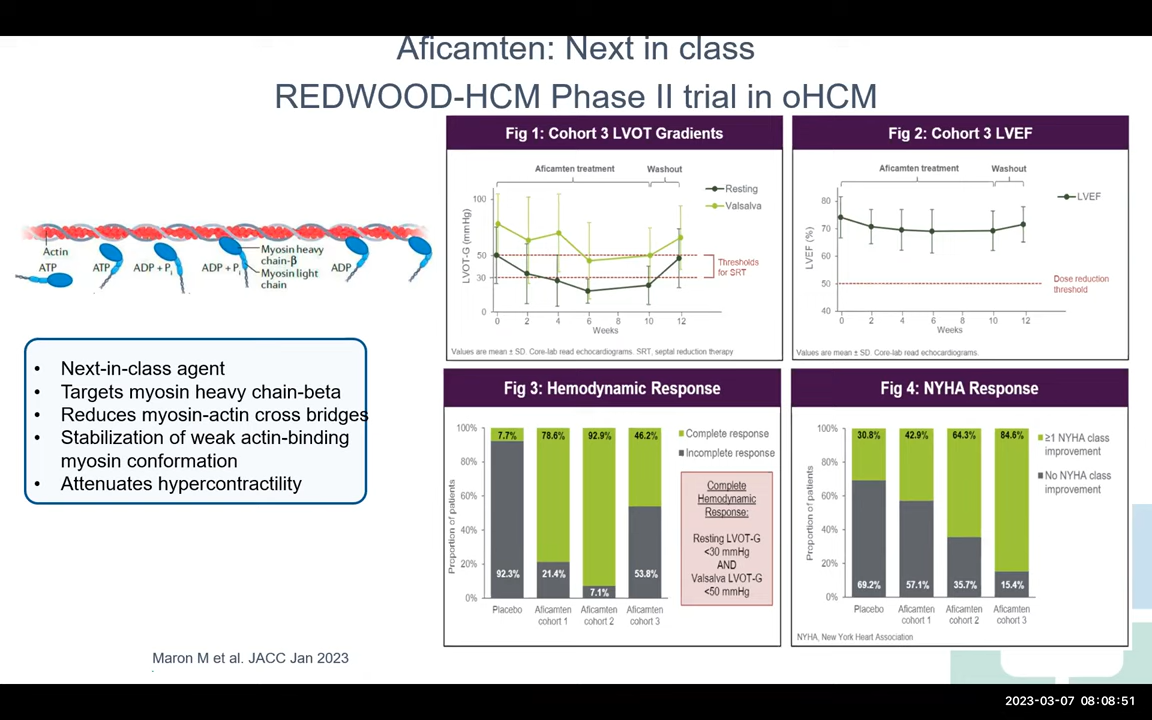 Aficamten: Next in class
REDWOOD-HCM Phase II trial in oHCM
Actin
ATP
ATP
ADP + Pi
ADP + Pi
Myosin heavy
chain-β
Myosin light
chain
ADP
• Next-in-class agent
• Targets myosin heavy chain-beta
• Reduces myosin-actin cross bridges
• Stabilization of weak actin-binding
myosin conformation
• Attenuates hypercontractility
Maron M et al. JACC Jan 2023
Fig 1: Cohort 3 LVOT Gradients
Aficamten treatment
Washout
Resting
Valsalva
LVOT-G (mmHg)
100
50
30
0
Thresholds
for SRT
0 2 4 6 8 10 12
Weeks
Values are mean ± SD. Core-lab read echocardiograms. SRT, septal reduction therapy
Fig 2: Cohort 3 LVEF
Aficamten treatment
Washout
LVEF
LVEF (%)
80
70
60
50
40
Dose reduction
threshold
0 2 4 6 8 10 12
Weeks
Values are mean ± SD. Core-lab read echocardiograms.
Fig 3: Hemodynamic Response
Proportion of patients
100%
80%
60%
40%
20%
0%
7.7% 78.6% 92.9% 46.2%
92.3% 21.4% 7.1% 53.8%
Placebo Aficamten Aficamten Aficamten
cohort 1 cohort 2 cohort 3
Complete response
Incomplete response
Complete
Hemodynamic
Response:
Resting LVOT-G
<30 mmHg
AND
Valsalva LVOT-G
<50 mmHg
Fig 4: NYHA Response
Proportion of patients
100%
80%
60%
40%
20%
0%
30.8% 42.9% 64.3% 84.6%
69.2% 57.1% 35.7% 15.4%
Placebo Aficamten Aficamten Aficamten
cohort 1 cohort 2 cohort 3
≥1 NYHA class
improvement
No NYHA class
improvement
NYHA, New York Heart Association
2023-03-07 08:08:51